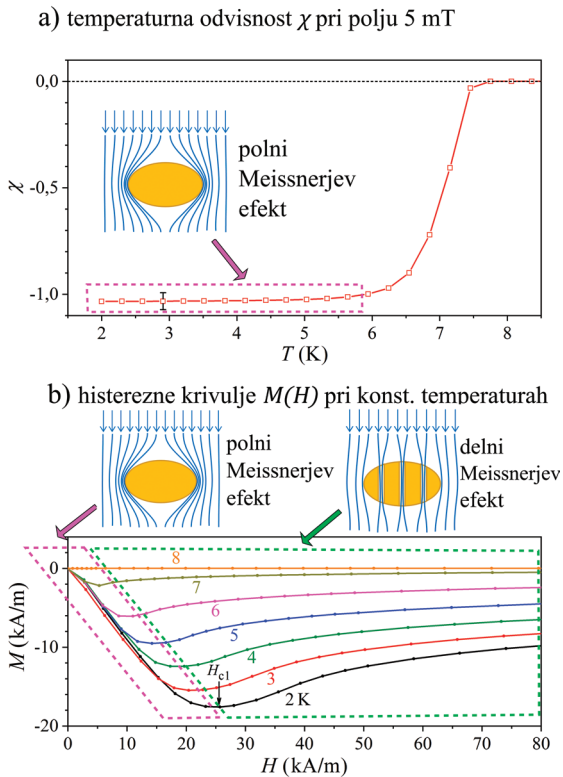 a) temperaturna odvisnost χ pri polju 5 mT
0,0
-0,5
-1,0
χ
polni
Meissnerjev
efekt
2 3 4 5 6 7 8
T (K)
b) histerezne krivulje M(H) pri konst. temperaturah
polni
Meissnerjev
efekt
delni
Meissnerjev
efekt
0
-10
-20
M (kA/m)
8
7
6
5
4
3
2 K
Hc1
0 10 20 30 40 50 60 70 80
H (kA/m)